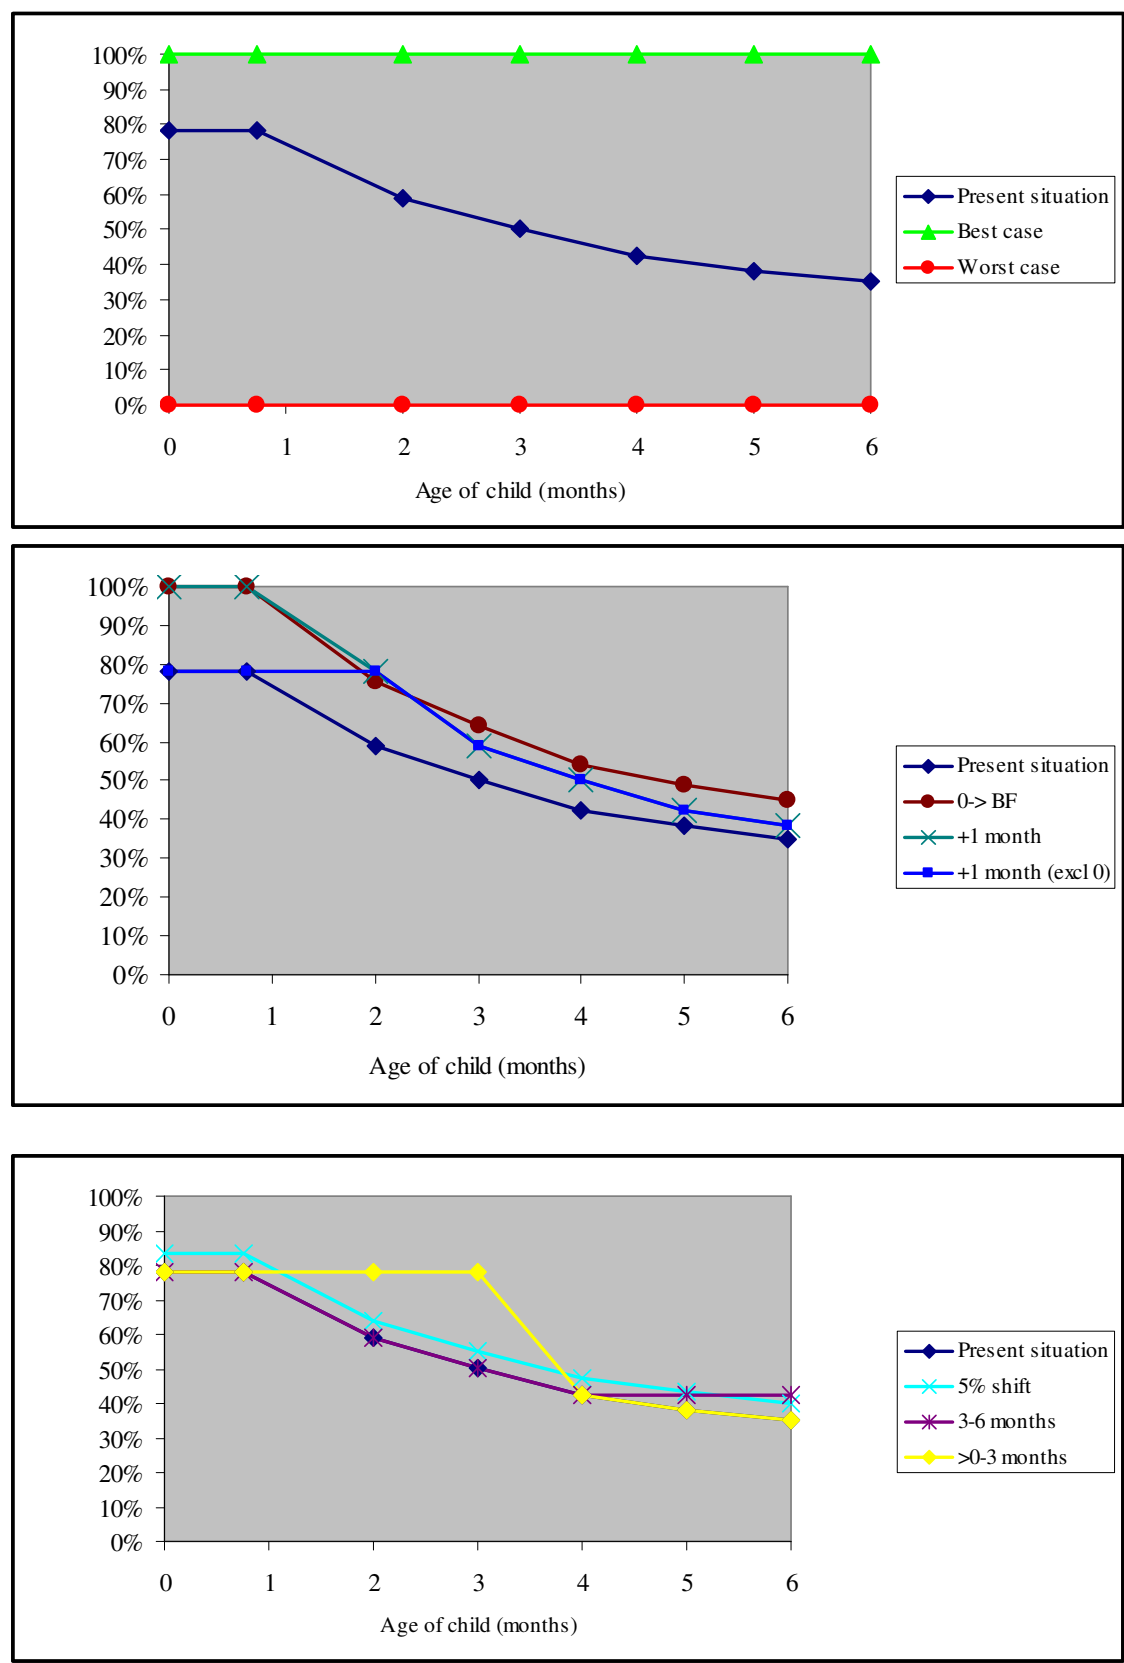 100%
90%
80%
70%
60%
50%
40%
30%
20%
10%
0%
0 1 2 3 4 5 6
Age of child (months)
Present situation
Best case
Worst case
100%
90%
80%
70%
60%
50%
40%
30%
20%
10%
0%
0 1 2 3 4 5 6
Age of child (months)
Present situation
0-> BF
+1 month
+1 month (excl 0)
100%
90%
80%
70%
60%
50%
40%
30%
20%
10%
0%
0 1 2 3 4 5 6
Age of child (months)
Present situation
5% shift
3-6 months
>0-3 months